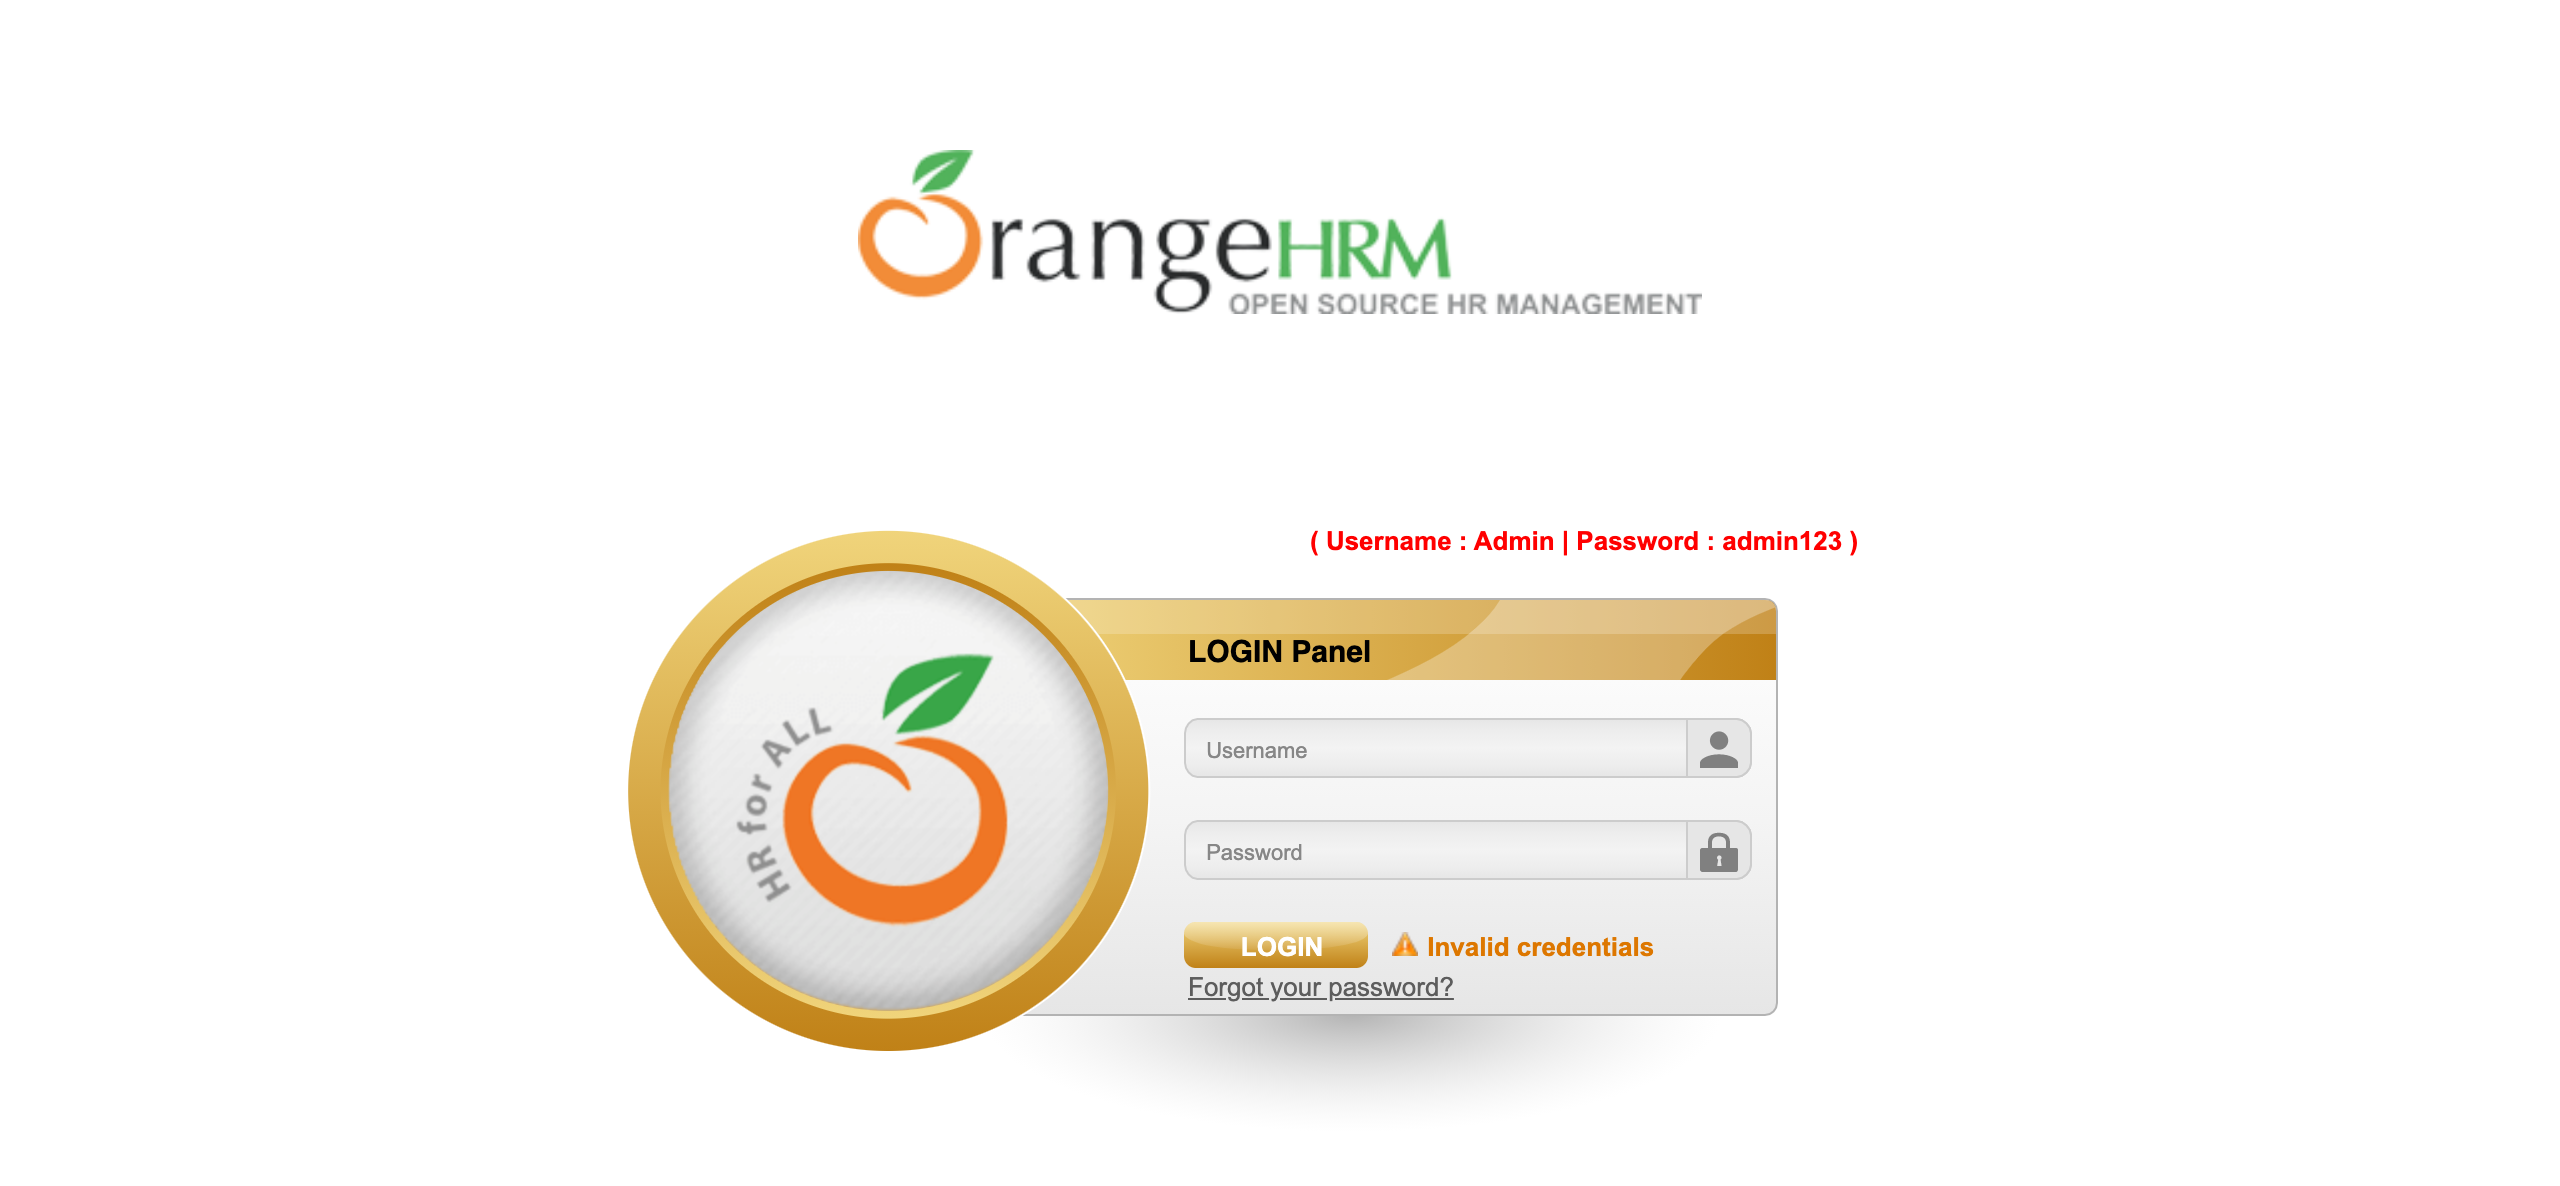 OrangeHRM
OPEN SOURCE HR MANAGEMENT
( Username : Admin | Password : admin123 )
HR for ALL
LOGIN Panel
Username
Password
LOGIN
Invalid credentials
Forgot your password?